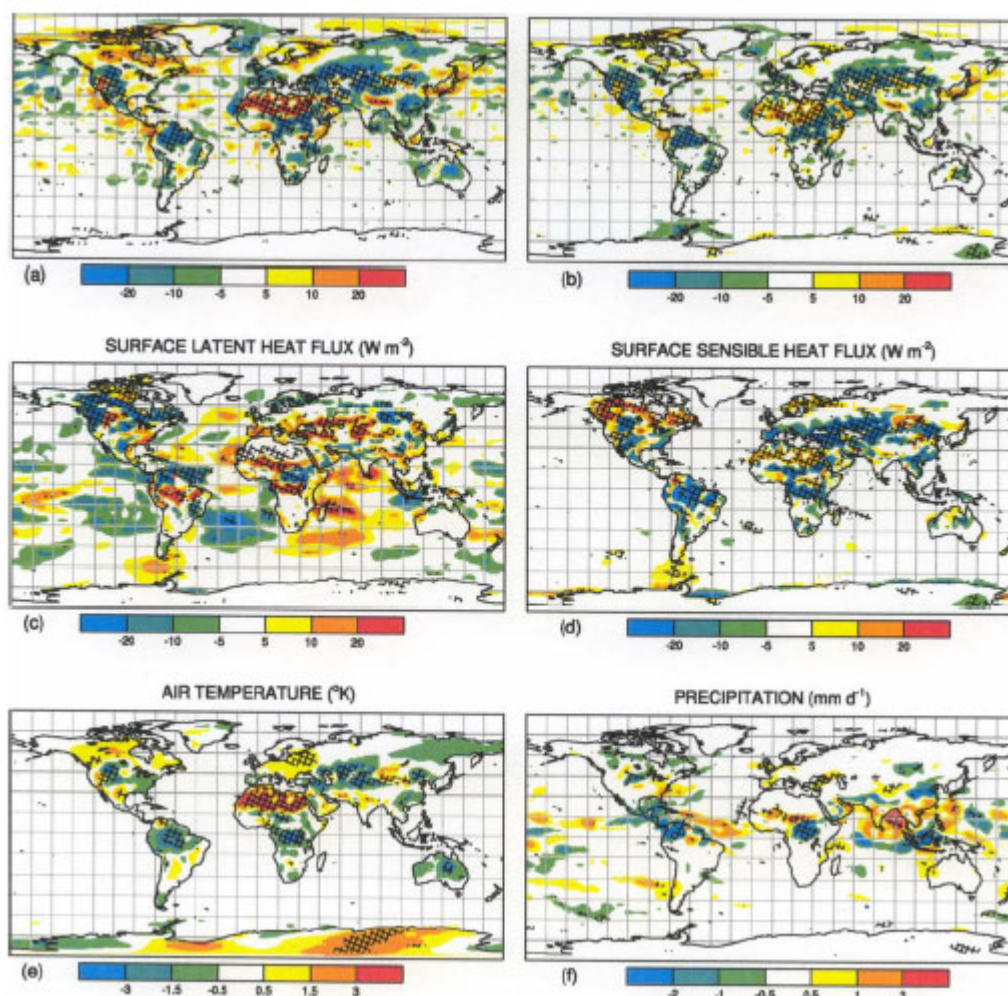 (a) -20 -10 -5 5 10 20
(b) -20 -10 -5 5 10 20
SURFACE LATENT HEAT FLUX (W m⁻²)
SURFACE SENSIBLE HEAT FLUX (W m⁻²)
(c) -20 -10 -5 5 10 20
(d) -20 -10 -5 5 10 20
AIR TEMPERATURE (°K)
PRECIPITATION (mm d⁻¹)
(e) -3 -1.5 -0.5 0.5 1.5 3
(f) -2 -1 -0.5 0.5 1 3